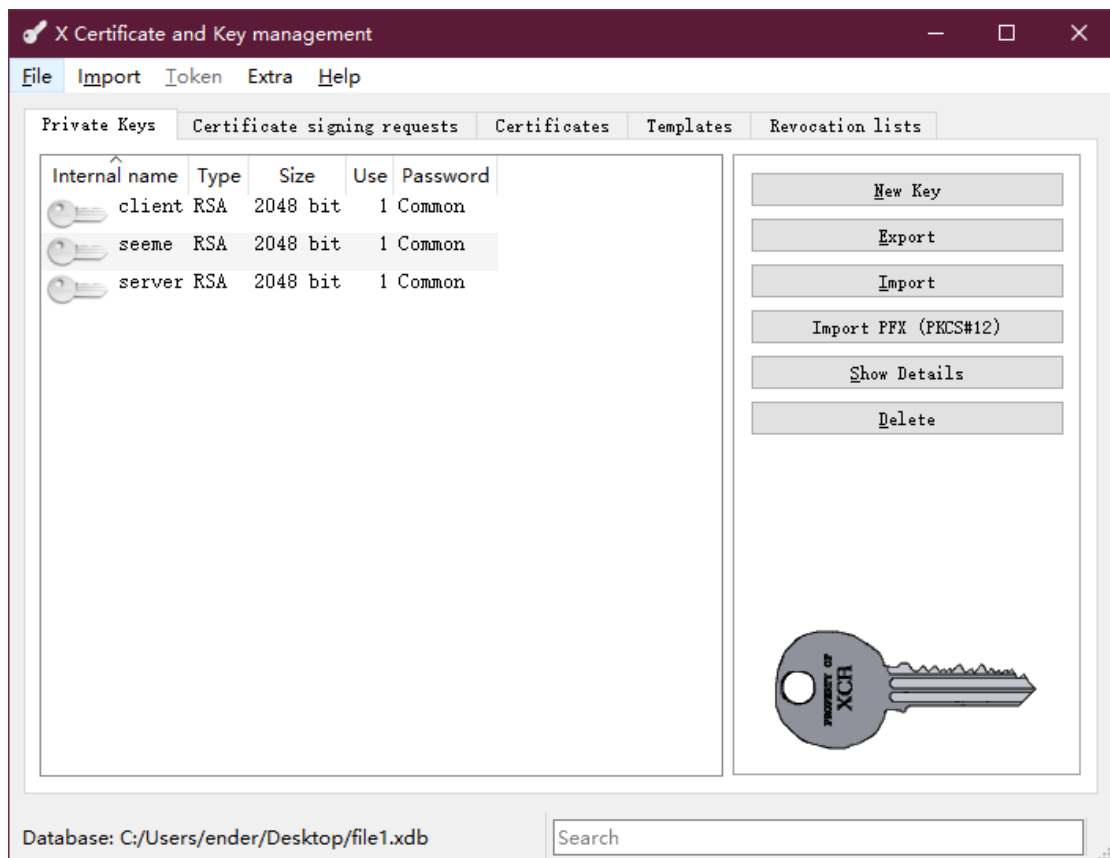 X Certificate and Key management
File Import Token Extra Help
Private Keys Certificate signing requests Certificates Templates Revocation lists
Internal name Type Size Use Password
client RSA 2048 bit 1 Common
seeme RSA 2048 bit 1 Common
server RSA 2048 bit 1 Common
New Key
Export
Import
Import PFX (PKCS#12)
Show Details
Delete
PROPERTY OF
XCA
Database: C:/Users/ender/Desktop/file1.xdb
Search